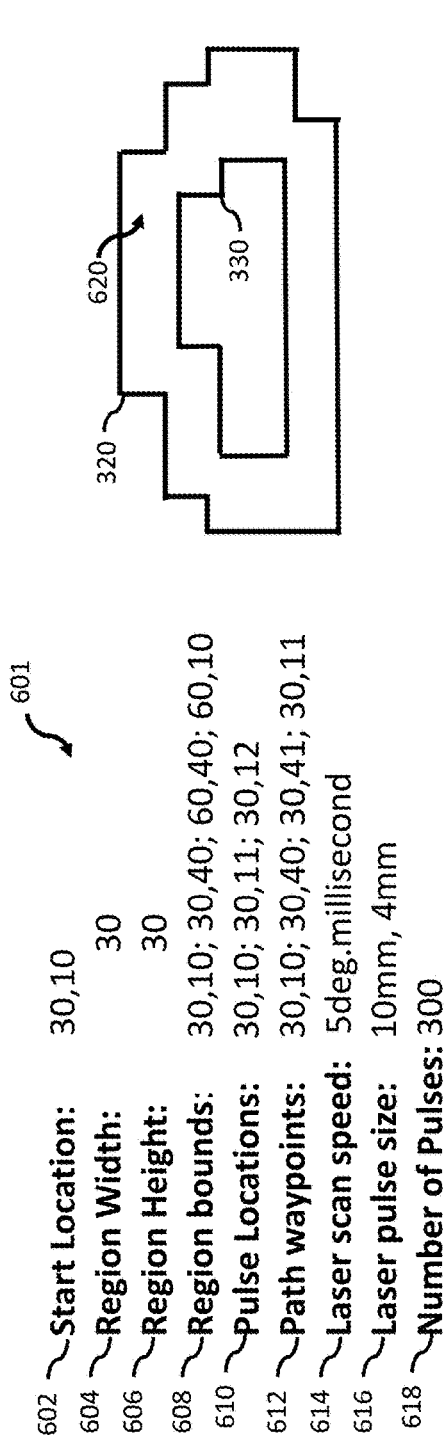 601
602 Start Location: 30,10
604 Region Width: 30
606 Region Height: 30
608 Region bounds: 30,10; 30,40; 60,40; 60,10
610 Pulse Locations: 30,10; 30,11; 30,12
612 Path waypoints: 30,10; 30,40; 30,41; 30,11
614 Laser scan speed: 5deg.millisecond
616 Laser pulse size: 10mm, 4mm
618 Number of Pulses: 300
320
620
330